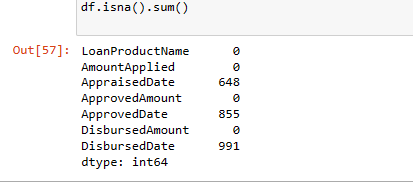 df.isna().sum()
Out[57]: LoanProductName 0
AmountApplied 0
AppraisedDate 648
ApprovedAmount 0
ApprovedDate 855
DisbursedAmount 0
DisbursedDate 991
dtype: int64